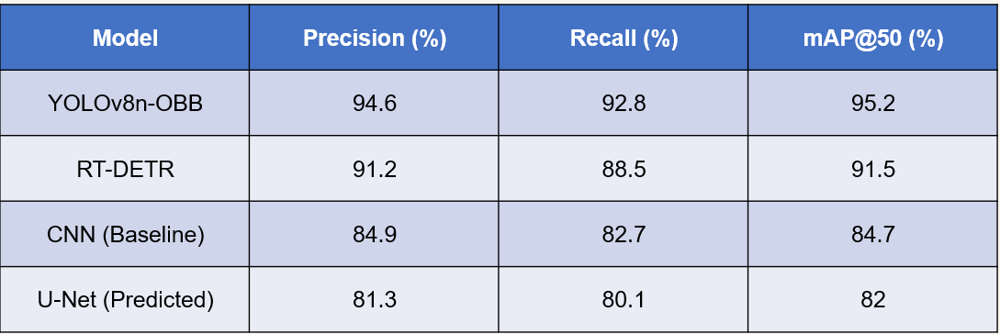 Model Precision (%) Recall (%) mAP@50 (%)
YOLOv8n-OBB 94.6 92.8 95.2
RT-DETR 91.2 88.5 91.5
CNN (Baseline) 84.9 82.7 84.7
U-Net (Predicted) 81.3 80.1 82